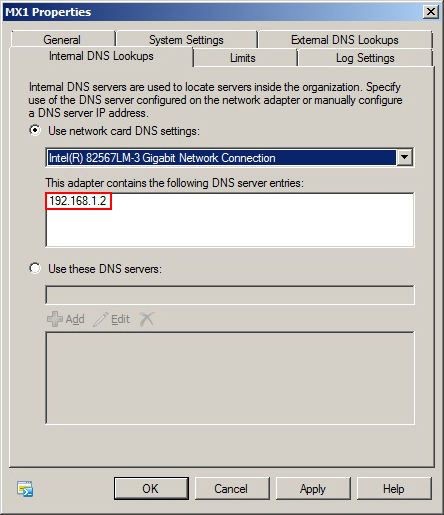 MX1 Properties
General
System Settings
External DNS Lookups
Internal DNS Lookups
Limits
Log Settings
Internal DNS servers are used to locate servers inside the organization. Specify
use of the DNS server configured on the network adapter or manually configure
a DNS server IP address.
Use network card DNS settings:
Intel(R) 82567LM-3 Gigabit Network Connection
This adapter contains the following DNS server entries:
192.168.1.2
Use these DNS servers:
Add
Edit
OK
Cancel
Apply
Help